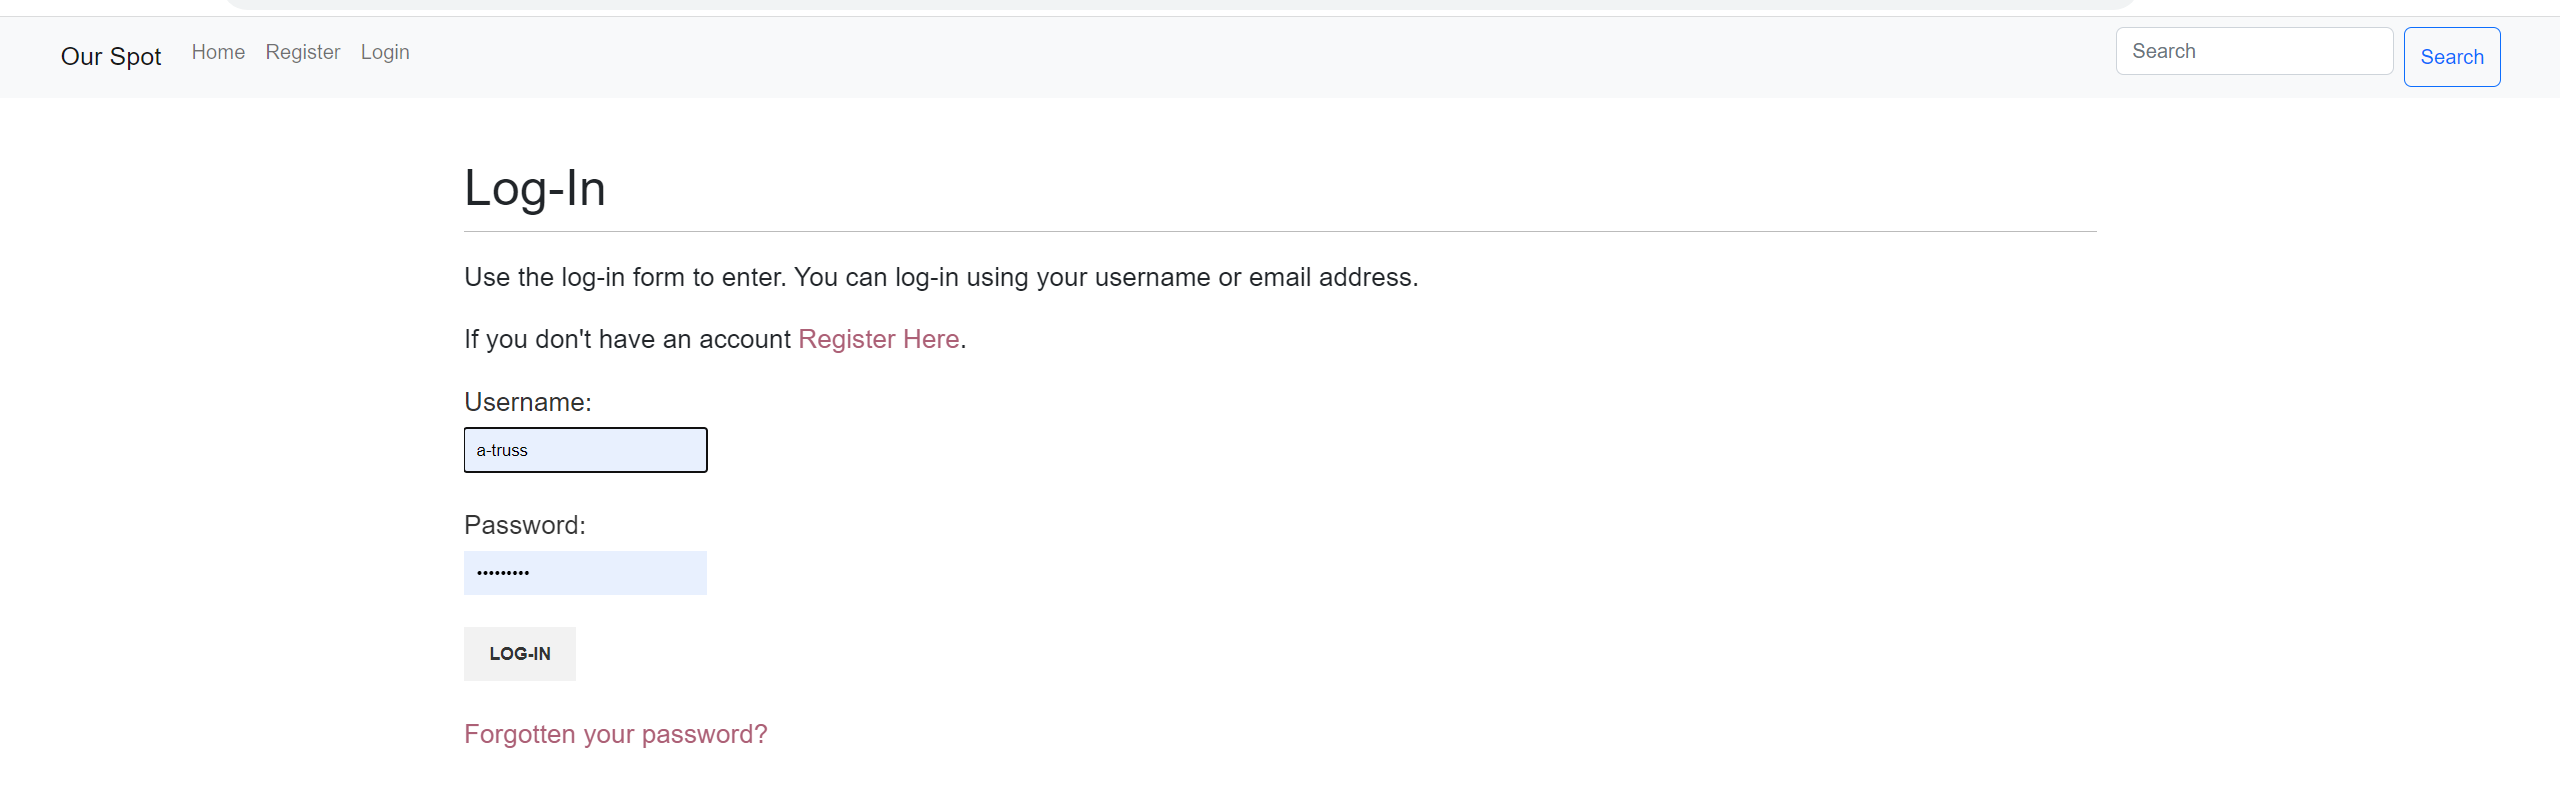 Our Spot Home Register Login Search Search
Log-In
Use the log-in form to enter. You can log-in using your username or email address.
If you don't have an account Register Here.
Username:
a-truss
Password:
•••••••••
LOG-IN
Forgotten your password?